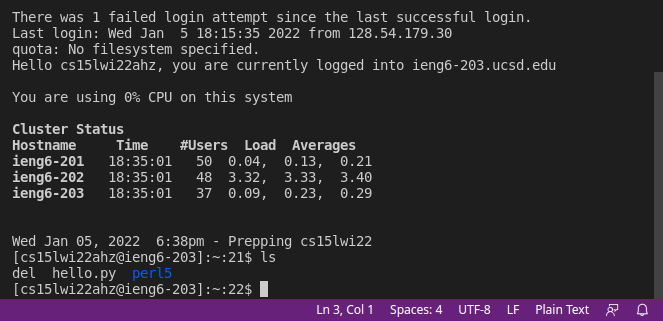 There was 1 failed login attempt since the last successful login.
Last login: Wed Jan  5 18:15:35 2022 from 128.54.179.30
quota: No filesystem specified.
Hello cs15lwi22ahz, you are currently logged into ieng6-203.ucsd.edu
You are using 0% CPU on this system
Cluster Status
Hostname     Time    #Users  Load  Averages
ieng6-201   18:35:01   50  0.04,  0.13,  0.21
ieng6-202   18:35:01   48  3.32,  3.33,  3.40
ieng6-203   18:35:01   37  0.09,  0.23,  0.29
Wed Jan 05, 2022  6:38pm - Prepping cs15lwi22
[cs15lwi22ahz@ieng6-203]:~:21$ ls
del  hello.py  perl5
[cs15lwi22ahz@ieng6-203]:~:22$
Ln 3, Col 1  Spaces: 4  UTF-8  LF  Plain Text